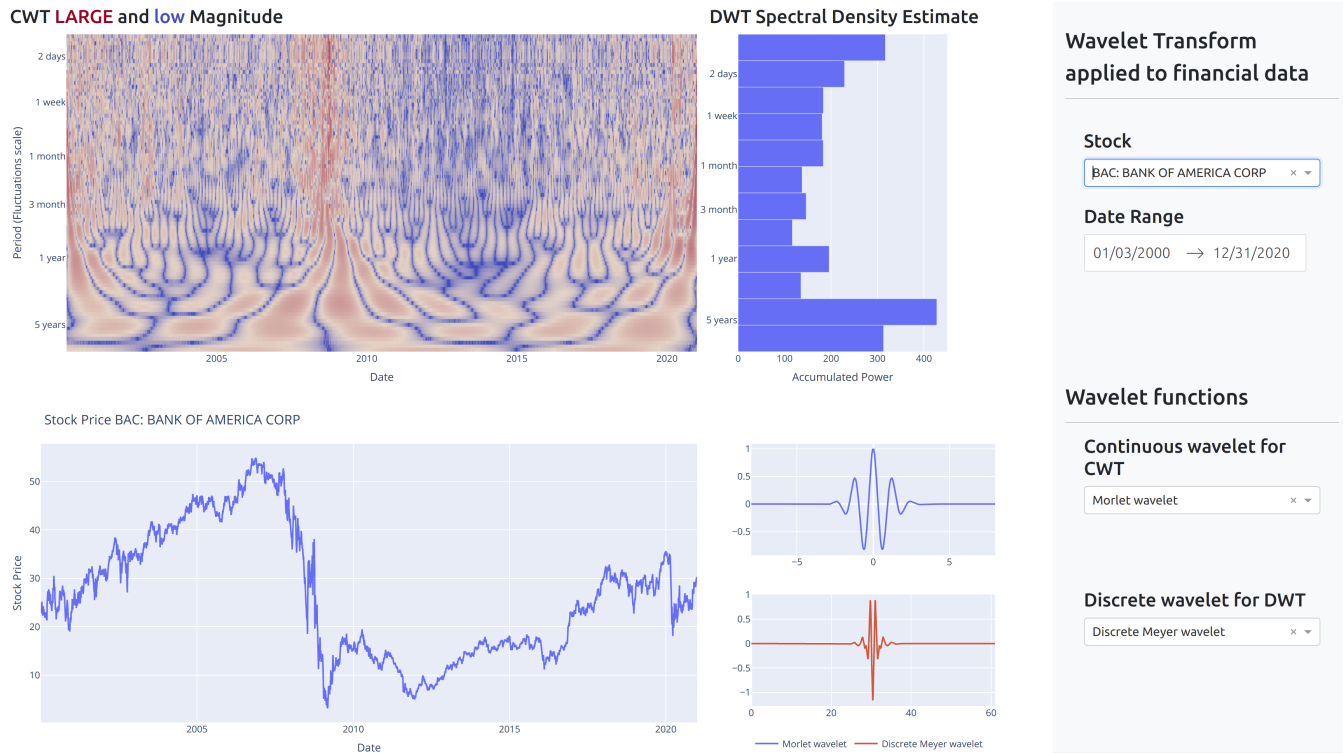 CWT LARGE and low Magnitude
2 days
1 week
1 month
3 month
1 year
5 years
Period (Fluctuations scale)
2005
2010
2015
2020
Date
DWT Spectral Density Estimate
2 days
1 week
1 month
3 month
1 year
5 years
0
100
200
300
400
Accumulated Power
Stock Price BAC: BANK OF AMERICA CORP
50
40
30
20
10
Stock Price
2005
2010
2015
2020
Date
1
0.5
0
−0.5
−5
0
5
1
0.5
0
−0.5
−1
0
20
40
60
Morlet wavelet
Discrete Meyer wavelet
Wavelet Transform
applied to financial data
Stock
BAC: BANK OF AMERICA CORP
Date Range
01/03/2000 → 12/31/2020
Wavelet functions
Continuous wavelet for
CWT
Morlet wavelet
Discrete wavelet for DWT
Discrete Meyer wavelet